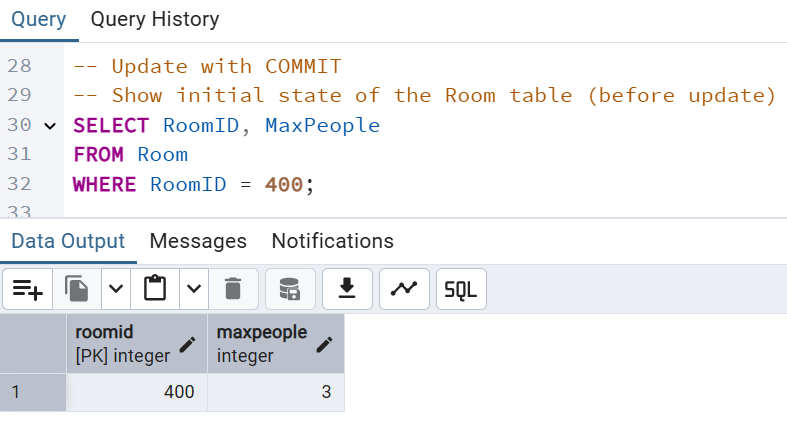 Query Query History
28 -- Update with COMMIT
29 -- Show initial state of the Room table (before update)
30 SELECT RoomID, MaxPeople
31 FROM Room
32 WHERE RoomID = 400;
33
Data Output Messages Notifications
SQL
roomid maxpeople
[PK] integer integer
1 400 3